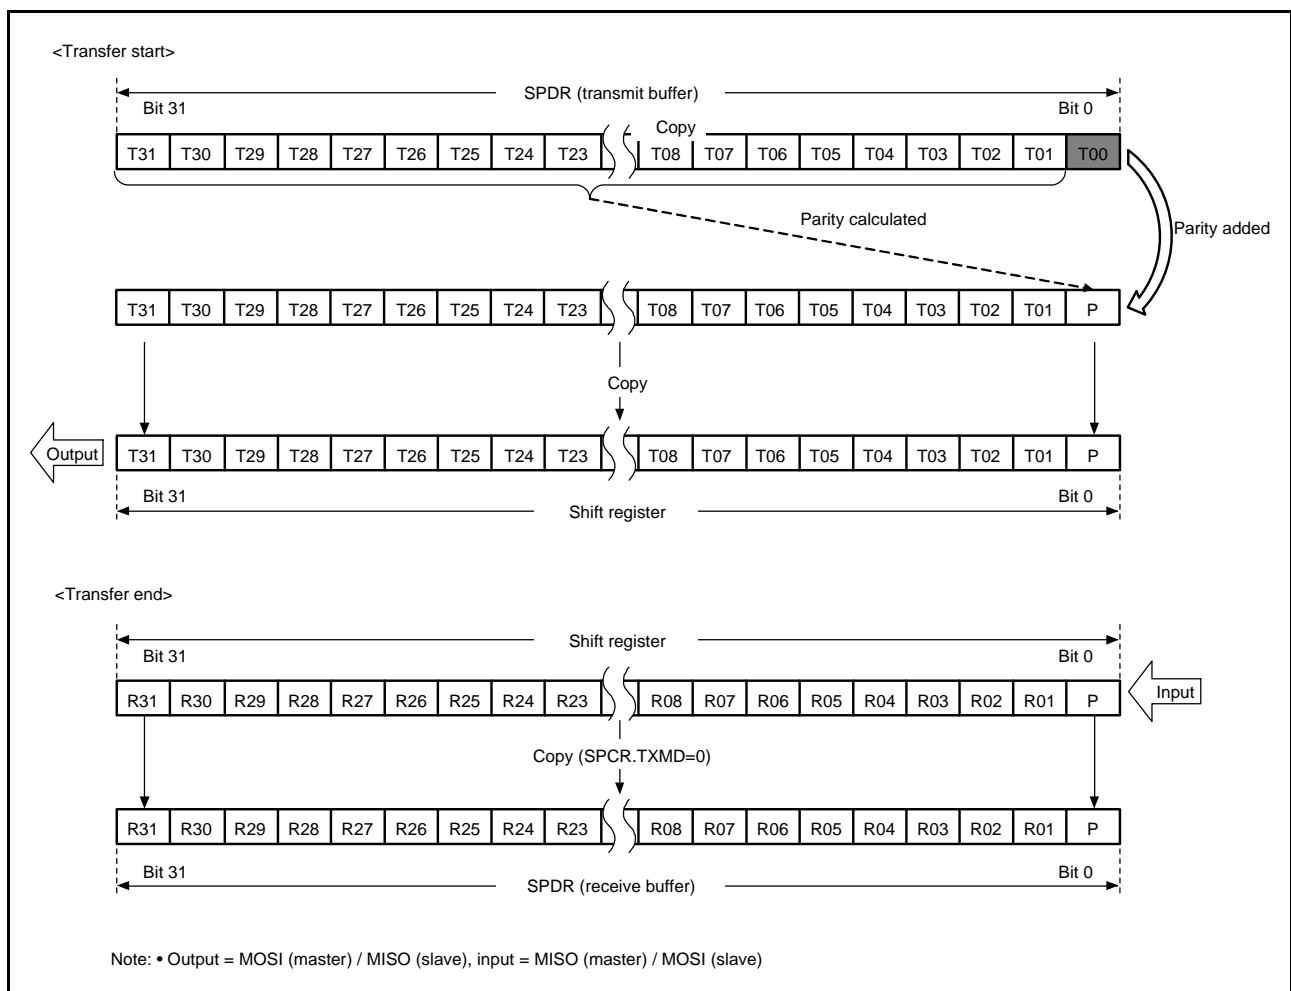 <Transfer start>
SPDR (transmit buffer)
Bit 31 Bit 0
Copy
T31 T30 T29 T28 T27 T26 T25 T24 T23 T08 T07 T06 T05 T04 T03 T02 T01 T00
Parity calculated
Parity added
T31 T30 T29 T28 T27 T26 T25 T24 T23 T08 T07 T06 T05 T04 T03 T02 T01 P
Copy
Output
T31 T30 T29 T28 T27 T26 T25 T24 T23 T08 T07 T06 T05 T04 T03 T02 T01 P
Bit 31 Bit 0
Shift register
<Transfer end>
Shift register
Bit 31 Bit 0
R31 R30 R29 R28 R27 R26 R25 R24 R23 R08 R07 R06 R05 R04 R03 R02 R01 P
Input
Copy (SPCR.TXMD=0)
R31 R30 R29 R28 R27 R26 R25 R24 R23 R08 R07 R06 R05 R04 R03 R02 R01 P
Bit 31 Bit 0
SPDR (receive buffer)
Note: • Output = MOSI (master) / MISO (slave), input = MISO (master) / MOSI (slave)